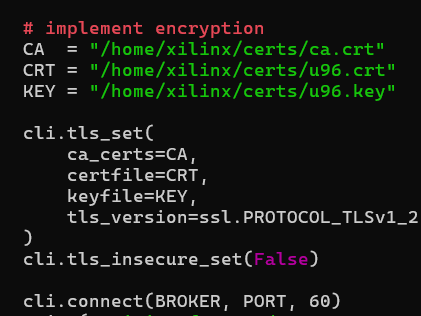 # implement encryption
CA  = "/home/xilinx/certs/ca.crt"
CRT = "/home/xilinx/certs/u96.crt"
KEY = "/home/xilinx/certs/u96.key"

cli.tls_set(
    ca_certs=CA,
    certfile=CRT,
    keyfile=KEY,
    tls_version=ssl.PROTOCOL_TLSv1_2
)
cli.tls_insecure_set(False)

cli.connect(BROKER, PORT, 60)